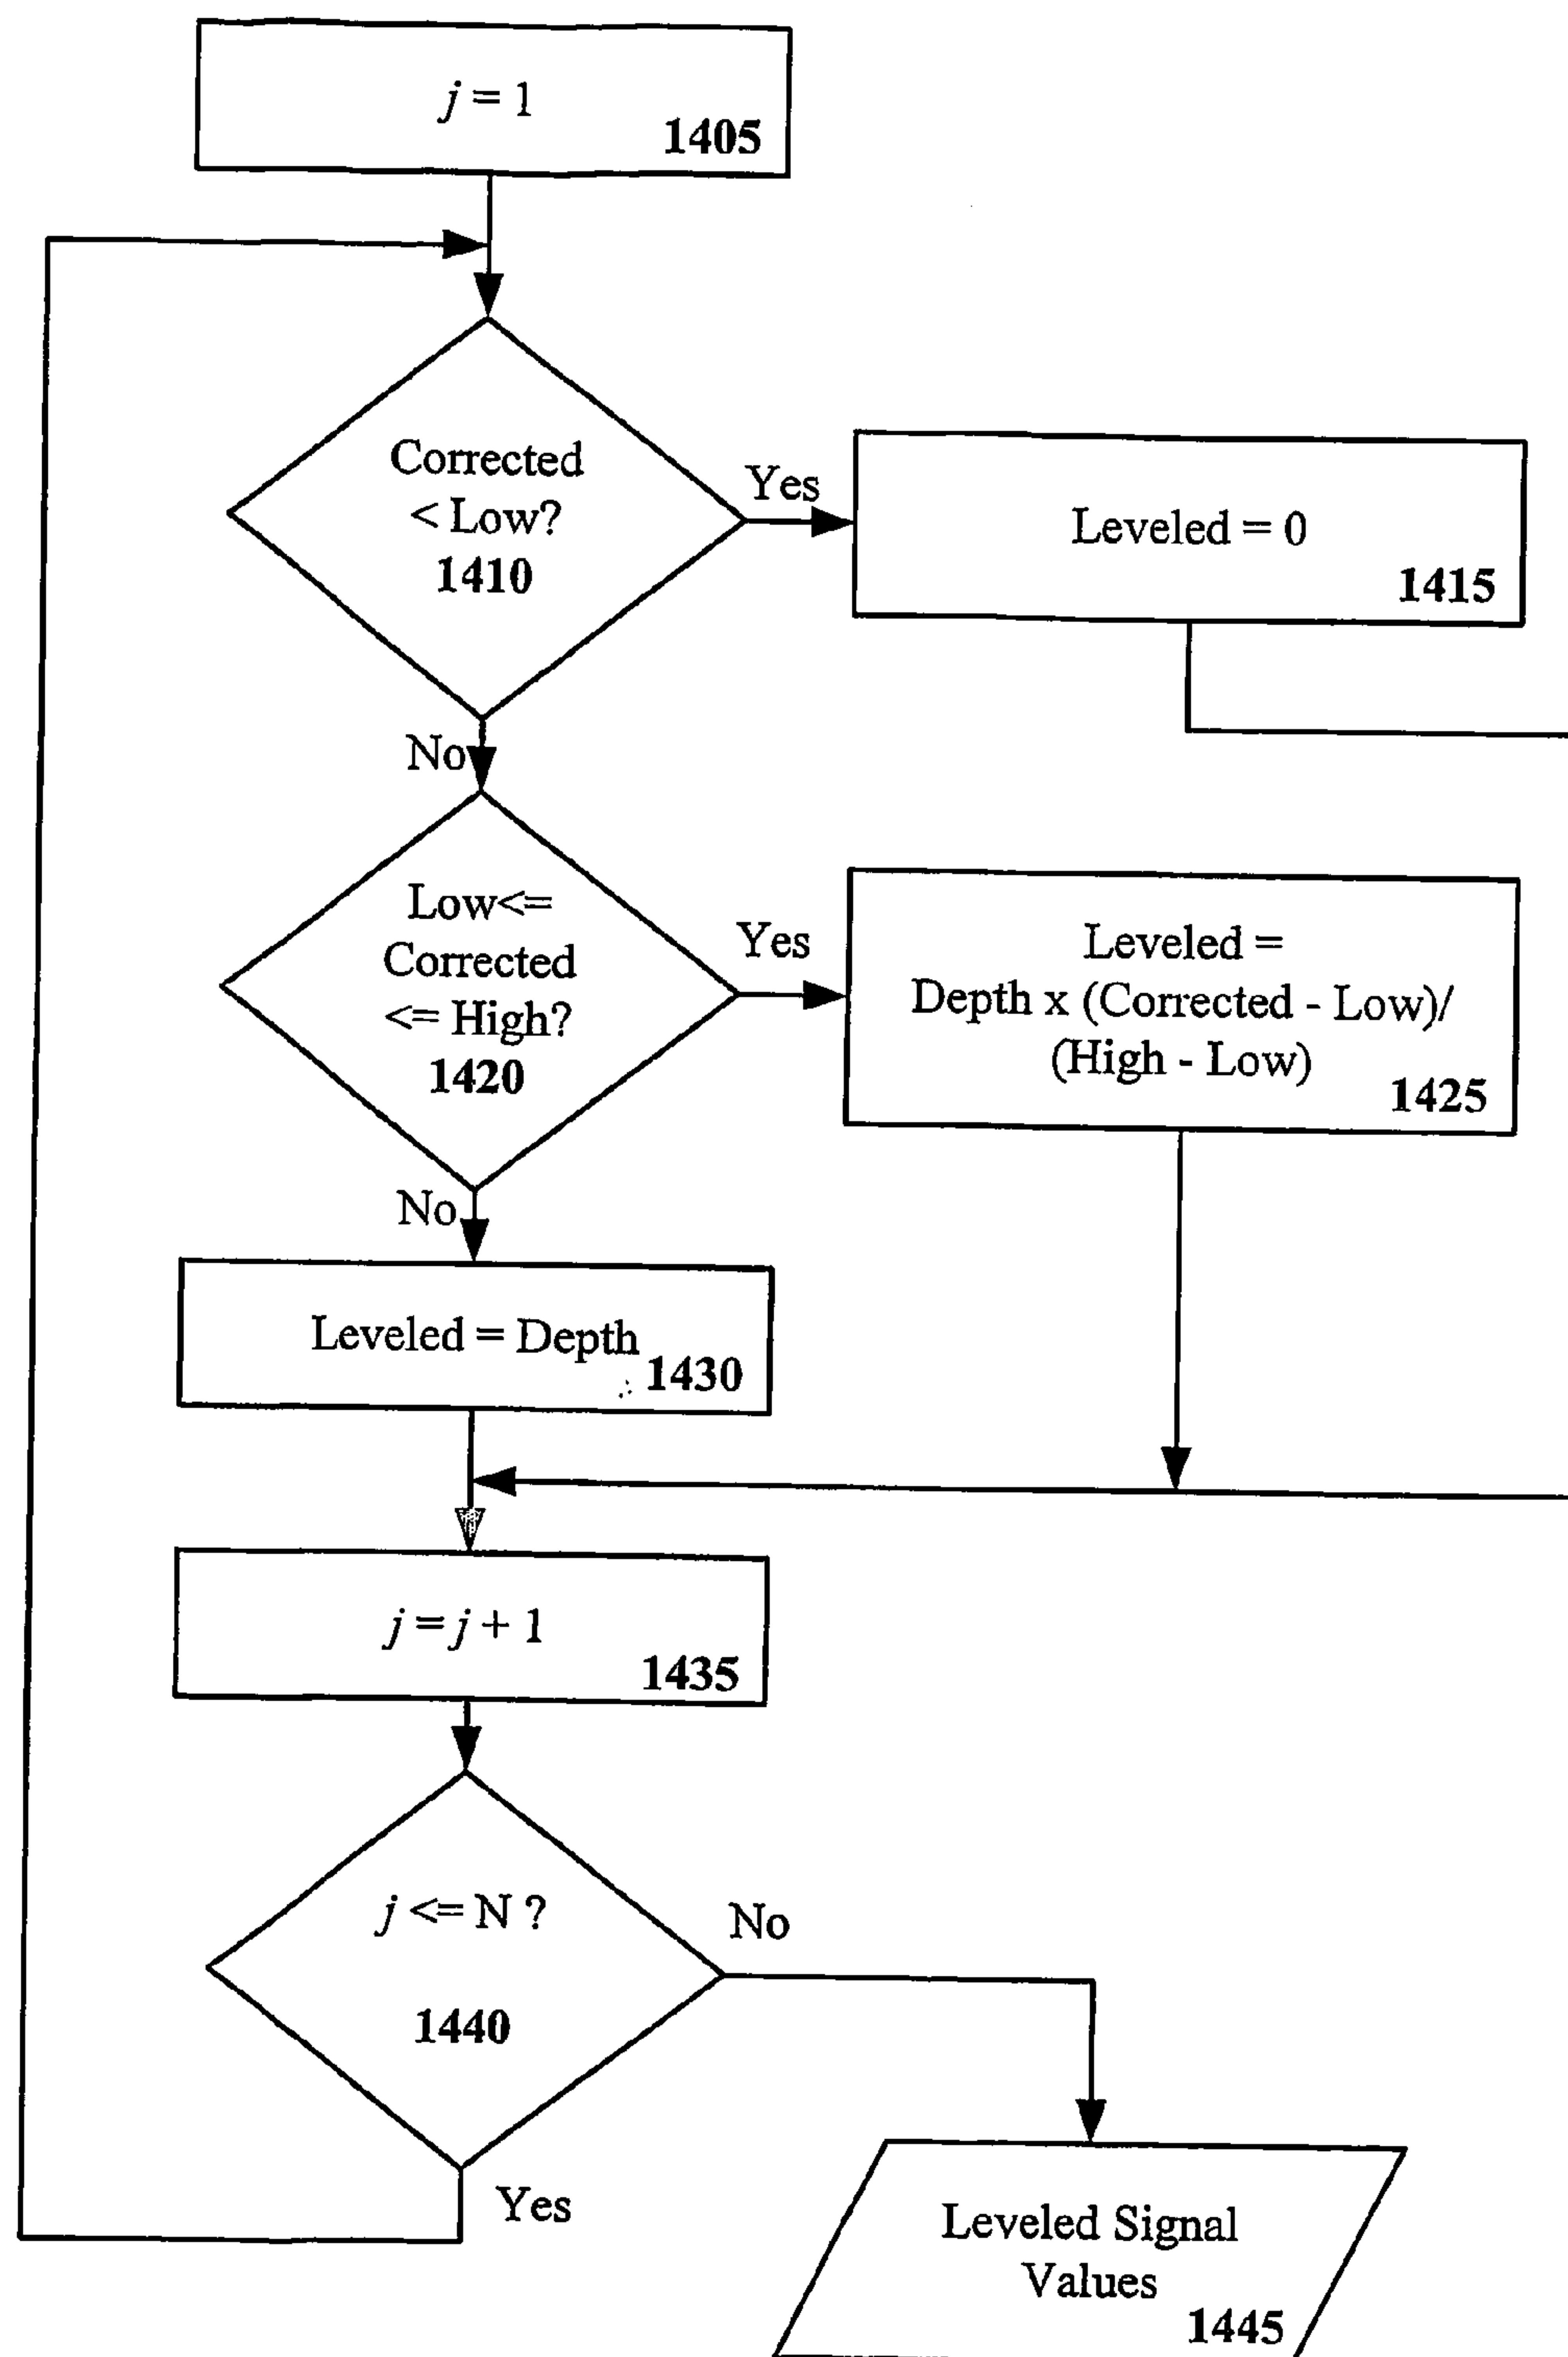 j = 1
1405
Corrected
< Low?
1410
Yes
Leveled = 0
1415
No
Low<=
Corrected
<= High?
1420
Yes
Leveled =
Depth x (Corrected - Low)/
(High - Low)
1425
No
Leveled = Depth
1430
j = j + 1
1435
j <= N ?
1440
No
Yes
Leveled Signal
Values
1445